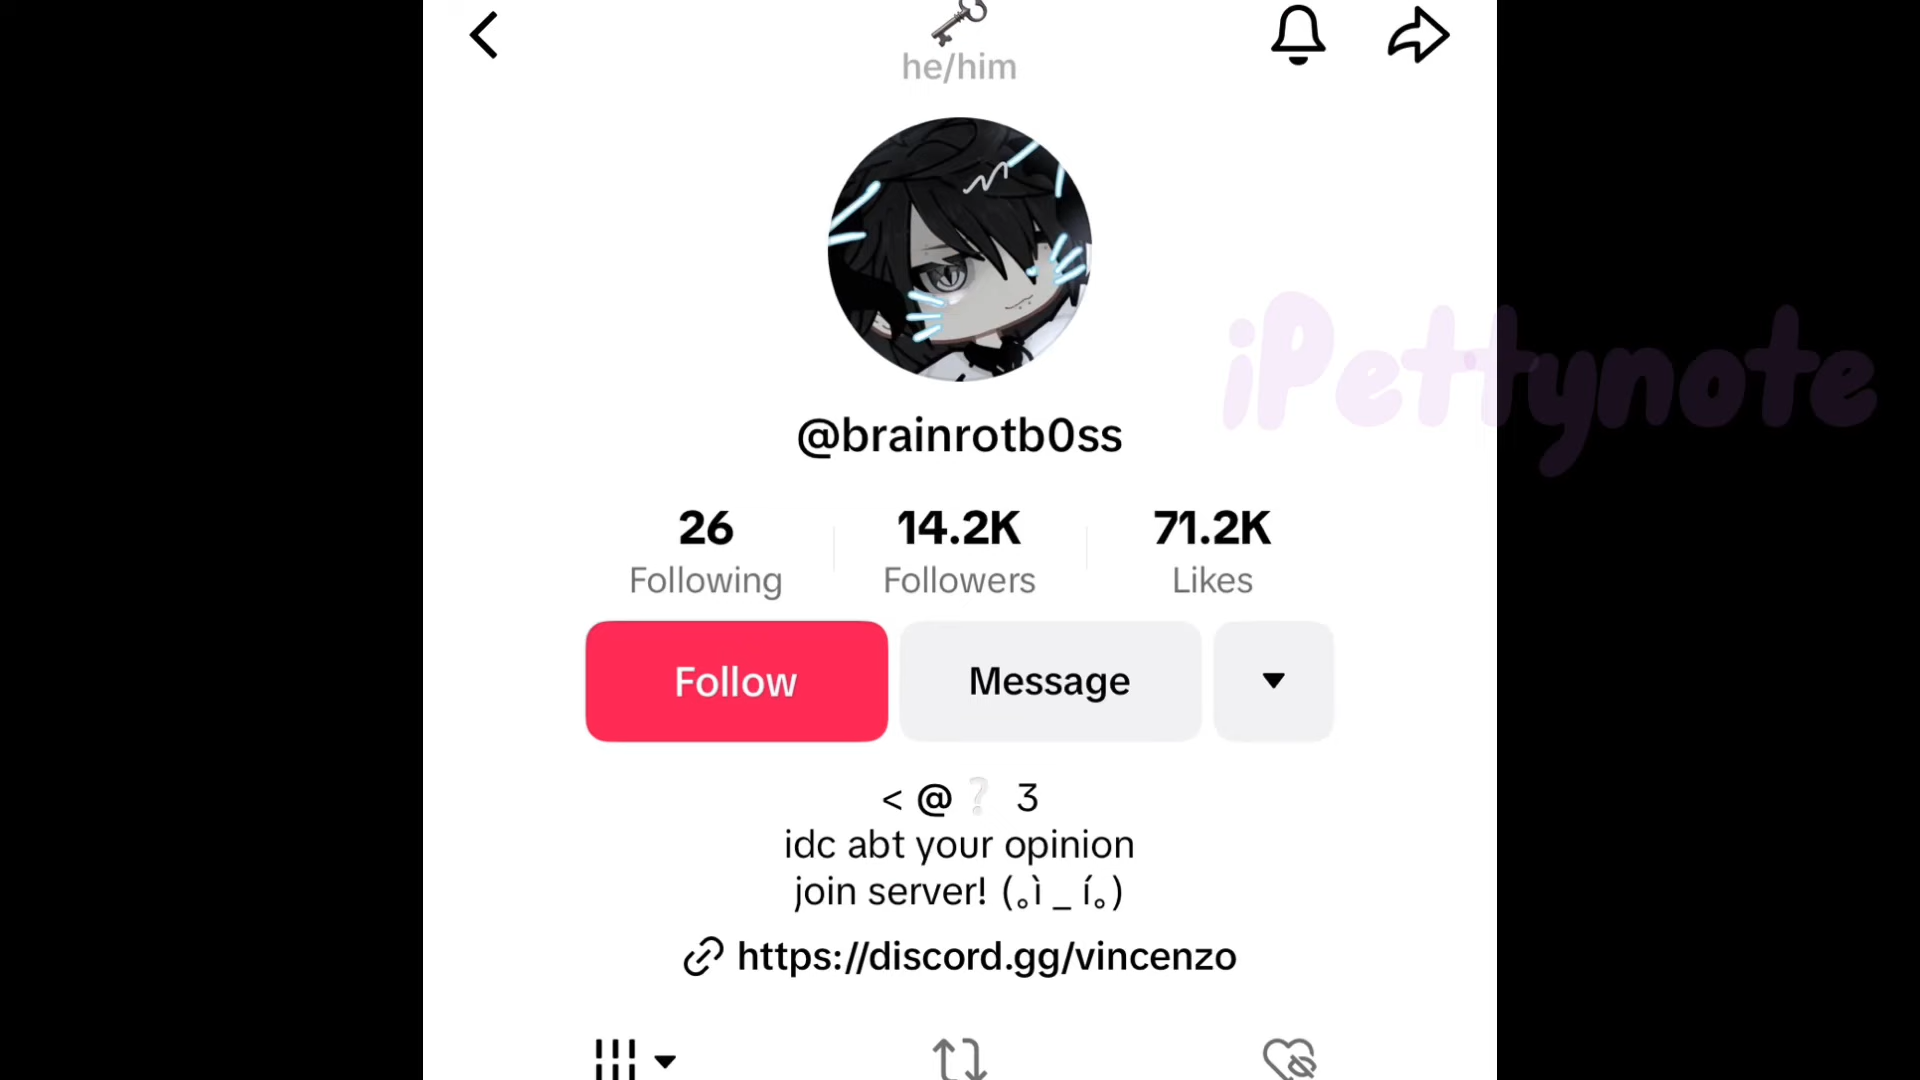 🗝️
he/him
iPettynote
@brainrotb0ss
26 14.2K 71.2K
Following Followers Likes
Follow Message
< @❔ 3
idc abt your opinion
join server! (｡ì _ í｡)
https://discord.gg/vincenzo